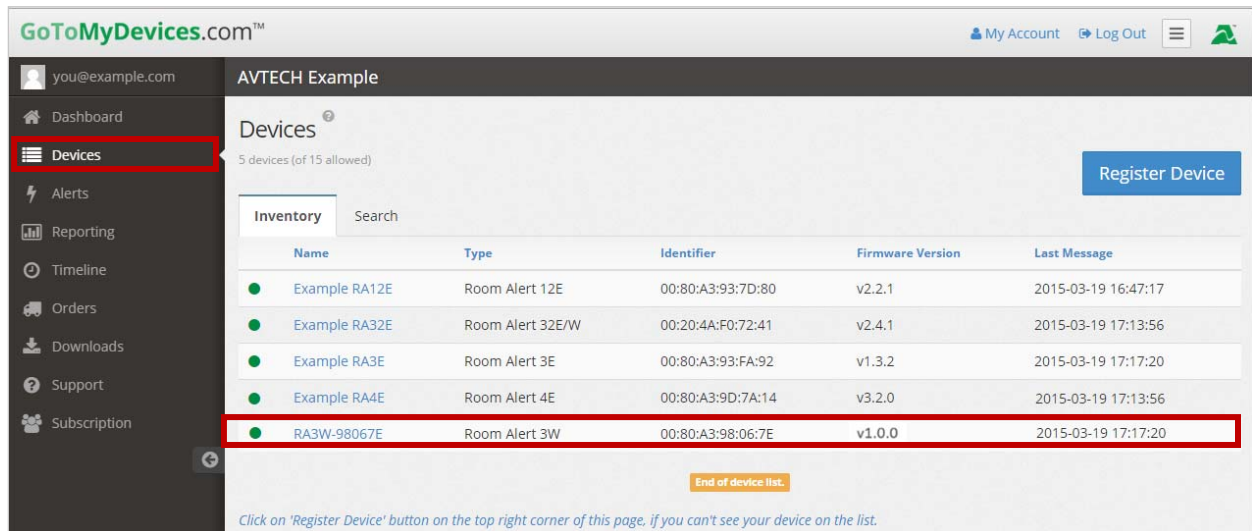 GoToMyDevices.com™
My Account Log Out
you@example.com
AVTECH Example
Dashboard
Devices
Alerts
Reporting
Timeline
Orders
Downloads
Support
Subscription
Devices
5 devices (of 15 allowed)
Register Device
Inventory Search
Name Type Identifier Firmware Version Last Message
Example RA12E Room Alert 12E 00:80:A3:93:7D:80 v2.2.1 2015-03-19 16:47:17
Example RA32E Room Alert 32E/W 00:20:4A:F0:72:41 v2.4.1 2015-03-19 17:13:56
Example RA3E Room Alert 3E 00:80:A3:93:FA:92 v1.3.2 2015-03-19 17:17:20
Example RA4E Room Alert 4E 00:80:A3:9D:7A:14 v3.2.0 2015-03-19 17:13:56
RA3W-98067E Room Alert 3W 00:80:A3:98:06:7E v1.0.0 2015-03-19 17:17:20
End of device list.
Click on 'Register Device' button on the top right corner of this page, if you can't see your device on the list.